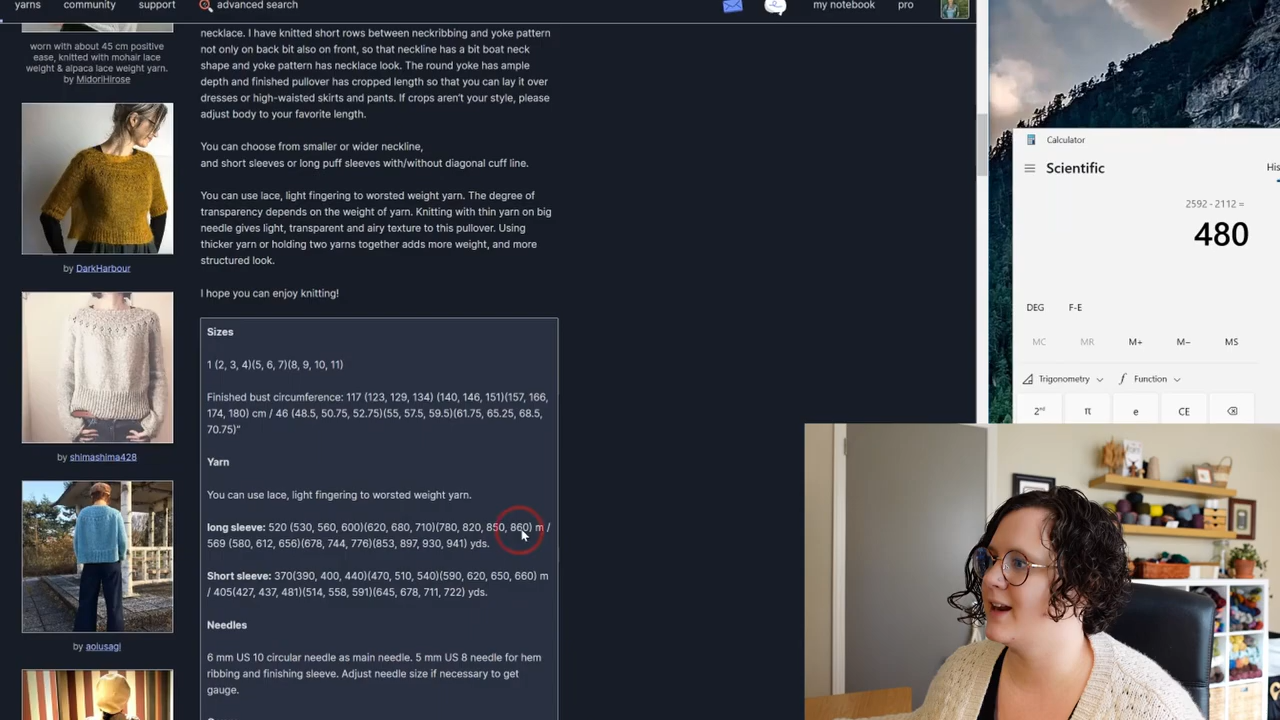 yarns community support advanced search my notebook pro
worn with about 45 cm positive
ease, knitted with mohair lace
weight & alpaca lace weight yarn.
by MidoriHirose
by DarkHarbour
by shimashima428
by aoiusagi
necklace. I have knitted short rows between neckribbing and yoke pattern
not only on back bit also on front, so that neckline has a bit boat neck
shape and yoke pattern has necklace look. The round yoke has ample
depth and finished pullover has cropped length so that you can lay it over
dresses or high-waisted skirts and pants. If crops aren't your style, please
adjust body to your favorite length.
You can choose from smaller or wider neckline,
and short sleeves or long puff sleeves with/without diagonal cuff line.
You can use lace, light fingering to worsted weight yarn. The degree of
transparency depends on the weight of yarn. Knitting with thin yarn on big
needle gives light, transparent and airy texture to this pullover. Using
thicker yarn or holding two yarns together adds more weight, and more
structured look.
I hope you can enjoy knitting!
Sizes
1 (2, 3, 4)(5, 6, 7)(8, 9, 10, 11)
Finished bust circumference: 117 (123, 129, 134) (140, 146, 151)(157, 166,
174, 180) cm / 46 (48.5, 50.75, 52.75)(55, 57.5, 59.5)(61.75, 65.25, 68.5,
70.75)"
Yarn
You can use lace, light fingering to worsted weight yarn.
long sleeve: 520 (530, 560, 600)(620, 680, 710)(780, 820, 850, 860) m /
569 (580, 612, 656)(678, 744, 776)(853, 897, 930, 941) yds.
Short sleeve: 370(390, 400, 440)(470, 510, 540)(590, 620, 650, 660) m
/ 405(427, 437, 481)(514, 558, 591)(645, 678, 711, 722) yds.
Needles
6 mm US 10 circular needle as main needle. 5 mm US 8 needle for hem
ribbing and finishing sleeve. Adjust needle size if necessary to get
gauge.
Calculator
Scientific
2592 - 2112 =
480
DEG F-E
MC MR M+ M− MS
Trigonometry Function
2nd π e CE